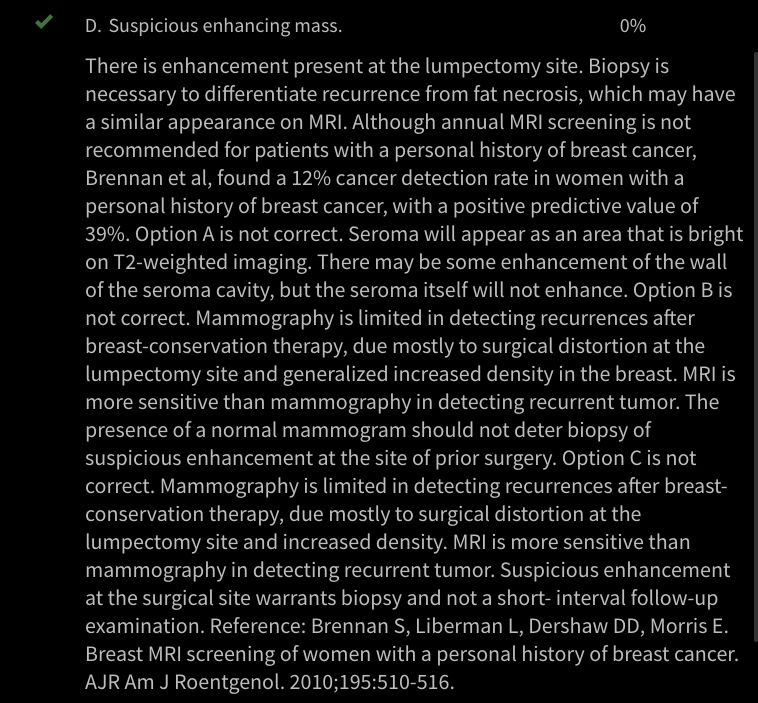 D. Suspicious enhancing mass. 0%
There is enhancement present at the lumpectomy site. Biopsy is
necessary to differentiate recurrence from fat necrosis, which may have
a similar appearance on MRI. Although annual MRI screening is not
recommended for patients with a personal history of breast cancer,
Brennan et al, found a 12% cancer detection rate in women with a
personal history of breast cancer, with a positive predictive value of
39%. Option A is not correct. Seroma will appear as an area that is bright
on T2-weighted imaging. There may be some enhancement of the wall
of the seroma cavity, but the seroma itself will not enhance. Option B is
not correct. Mammography is limited in detecting recurrences after
breast-conservation therapy, due mostly to surgical distortion at the
lumpectomy site and generalized increased density in the breast. MRI is
more sensitive than mammography in detecting recurrent tumor. The
presence of a normal mammogram should not deter biopsy of
suspicious enhancement at the site of prior surgery. Option C is not
correct. Mammography is limited in detecting recurrences after breast-
conservation therapy, due mostly to surgical distortion at the
lumpectomy site and increased density. MRI is more sensitive than
mammography in detecting recurrent tumor. Suspicious enhancement
at the surgical site warrants biopsy and not a short- interval follow-up
examination. Reference: Brennan S, Liberman L, Dershaw DD, Morris E.
Breast MRI screening of women with a personal history of breast cancer.
AJR Am J Roentgenol. 2010;195:510-516.